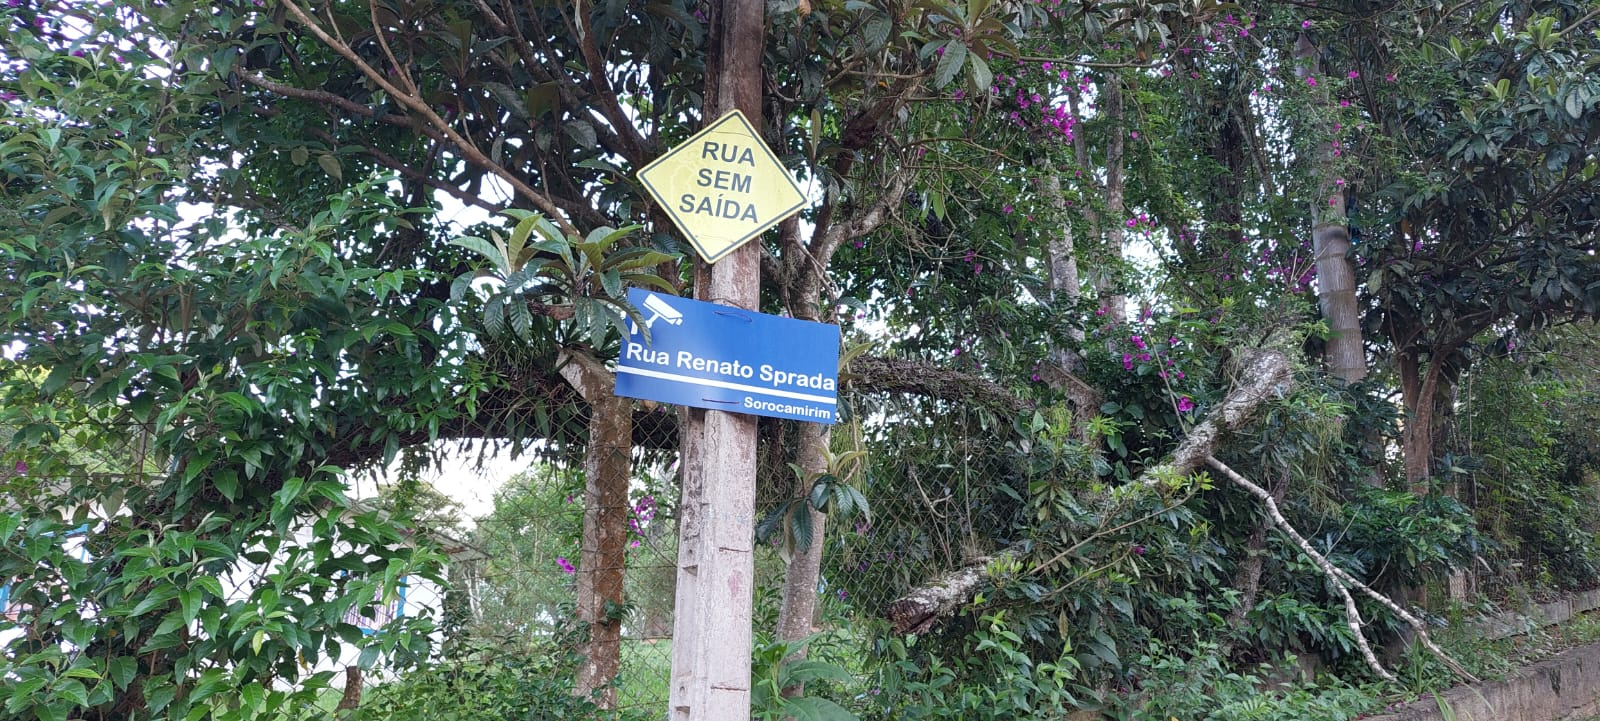 RUA
SEM
SAÍDA
Rua Renato Sprada
Sorocamirim